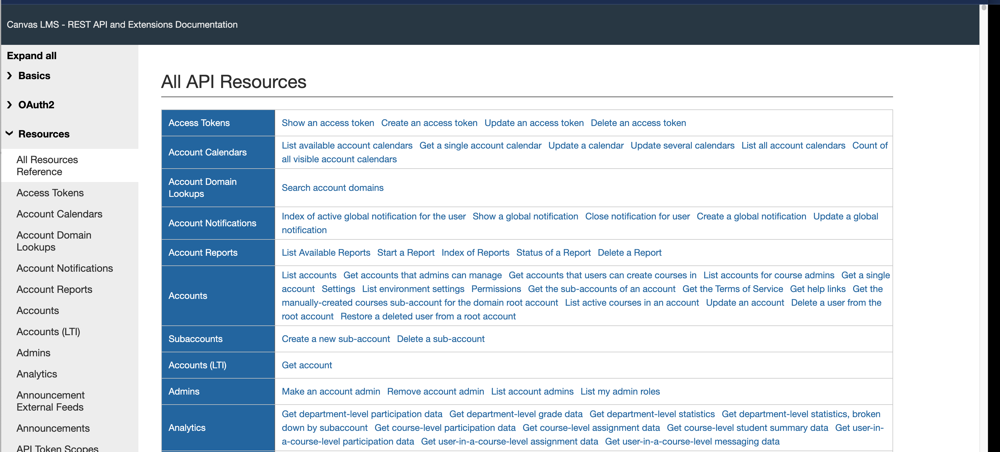 Canvas LMS - REST API and Extensions Documentation
Expand all
Basics
OAuth2
Resources
All Resources
Reference
Access Tokens
Account Calendars
Account Domain
Lookups
Account Notifications
Account Reports
Accounts
Accounts (LTI)
Admins
Analytics
Announcement
External Feeds
Announcements
API Token Scopes
All API Resources
Access Tokens
Show an access token Create an access token Update an access token Delete an access token
Account Calendars
List available account calendars Get a single account calendar Update a calendar Update several calendars List all account calendars Count of
all visible account calendars
Account Domain
Lookups
Search account domains
Account Notifications
Index of active global notification for the user Show a global notification Close notification for user Create a global notification Update a global
notification
Account Reports
List Available Reports Start a Report Index of Reports Status of a Report Delete a Report
Accounts
List accounts Get accounts that admins can manage Get accounts that users can create courses in List accounts for course admins Get a single
account Settings List environment settings Permissions Get the sub-accounts of an account Get the Terms of Service Get help links Get the
manually-created courses sub-account for the domain root account List active courses in an account Update an account Delete a user from the
root account Restore a deleted user from a root account
Subaccounts
Create a new sub-account Delete a sub-account
Accounts (LTI)
Get account
Admins
Make an account admin Remove account admin List account admins List my admin roles
Analytics
Get department-level participation data Get department-level grade data Get department-level statistics Get department-level statistics, broken
down by subaccount Get course-level participation data Get course-level assignment data Get course-level student summary data Get user-in-
a-course-level participation data Get user-in-a-course-level assignment data Get user-in-a-course-level messaging data